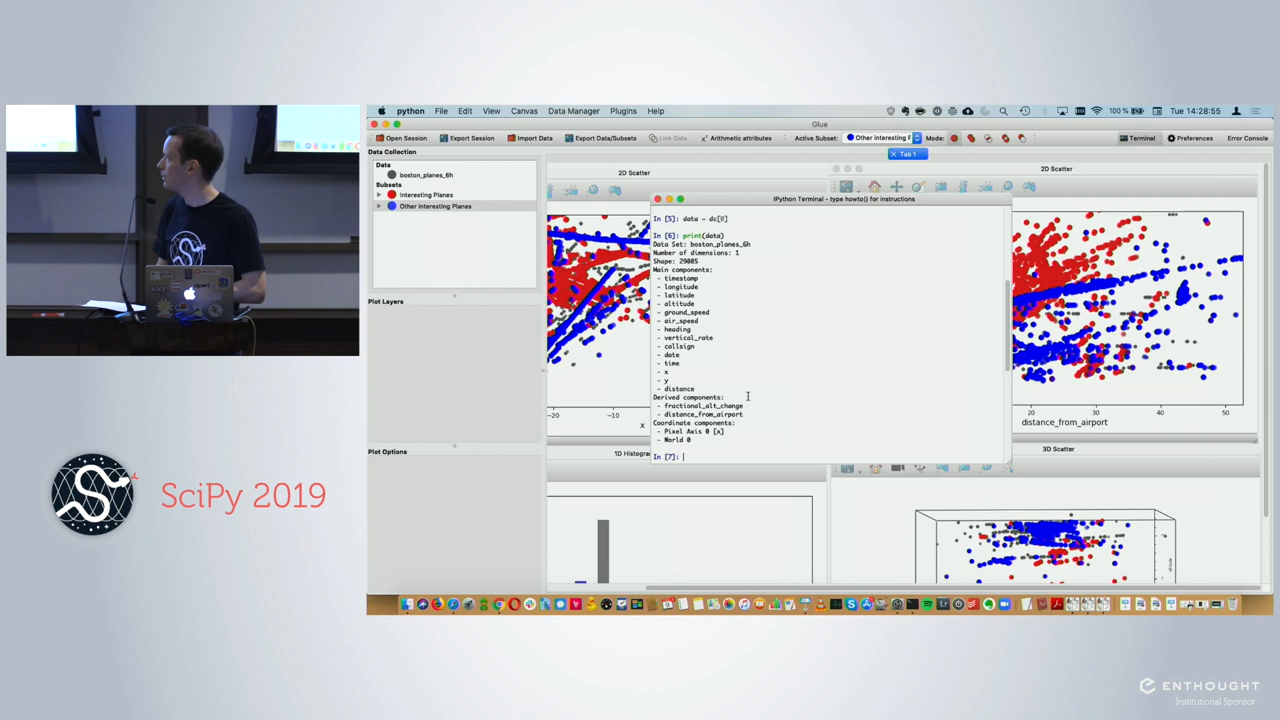 python File Edit View Canvas Data Manager Plugins Help
100 % Tue 14:28:55
Glue
Open Session Export Session Import Data Export Data/Subsets Link Data Arithmetic attributes Active Subset: Other Interesting P Mode: Terminal Preferences Error Console
Data Collection
Tab 1
Data
boston_planes_6h
Subsets
Interesting Planes
Other Interesting Planes
Plot Layers
Plot Options
2D Scatter
2D Scatter
IPython Terminal - type howto() for instructions
In [5]: data = dc[0]
In [6]: print(data)
Data Set: boston_planes_6h
Number of dimensions: 1
Shape: 29085
Main components:
- timestamp
- longitude
- latitude
- altitude
- ground_speed
- air_speed
- heading
- vertical_rate
- callsign
- date
- time
- x
- y
- distance
Derived components:
- fractional_alt_change
- distance_from_airport
Coordinate components:
- Pixel Axis 0 [x]
- World 0
In [7]:
-20 -10
x
20 30 40 50
distance_from_airport
1D Histogr
3D Scatter
SciPy 2019
ENTHOUGHT
Institutional Sponsor